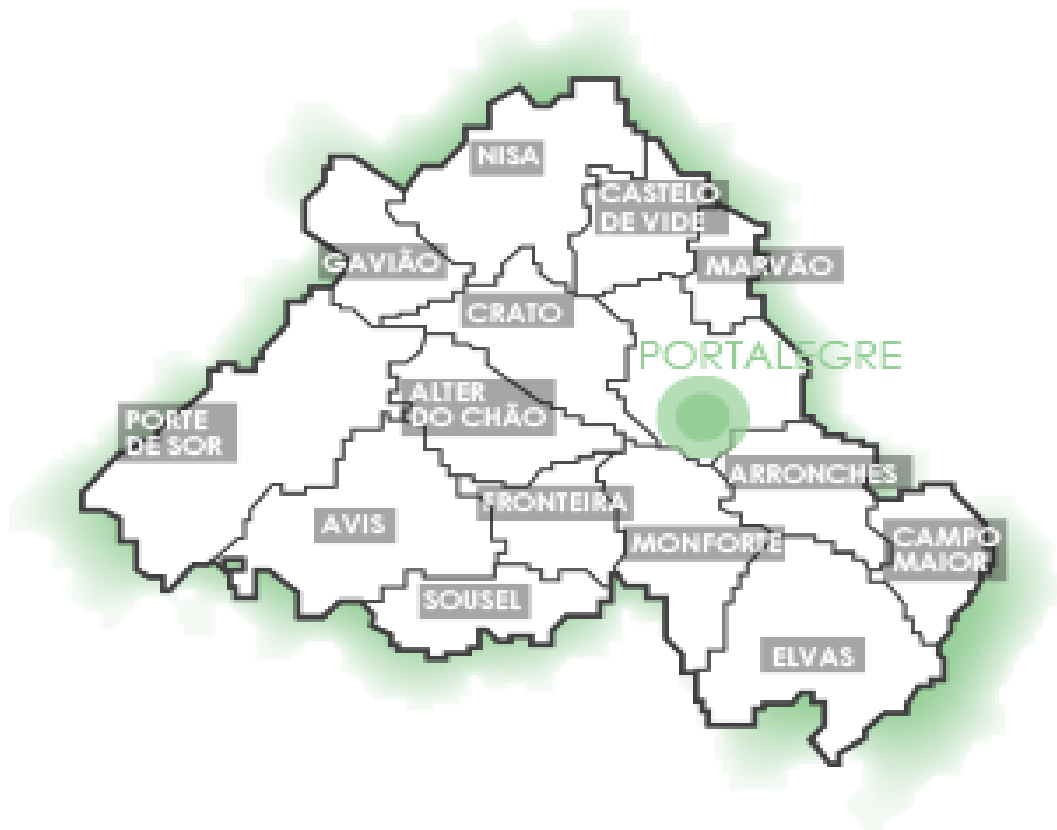 NISA
CASTELO
DE VIDE
GAVIÃO
MARVÃO
CRATO
PORTALEGRE
ALTER
DO CHÃO
PORTE
DE SOR
ARRONCHES
FRONTEIRA
AVIS
MONFORTE
CAMPO
MAIOR
SOUSEL
ELVAS